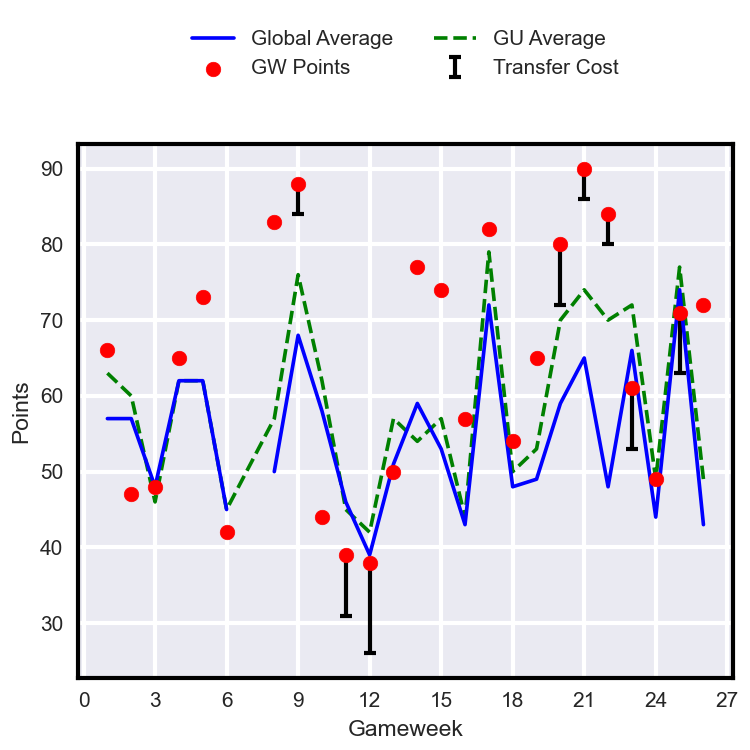 Global Average
GU Average
GW Points
Transfer Cost
90
80
70
60
50
40
30
Points
0 3 6 9 12 15 18 21 24 27
Gameweek